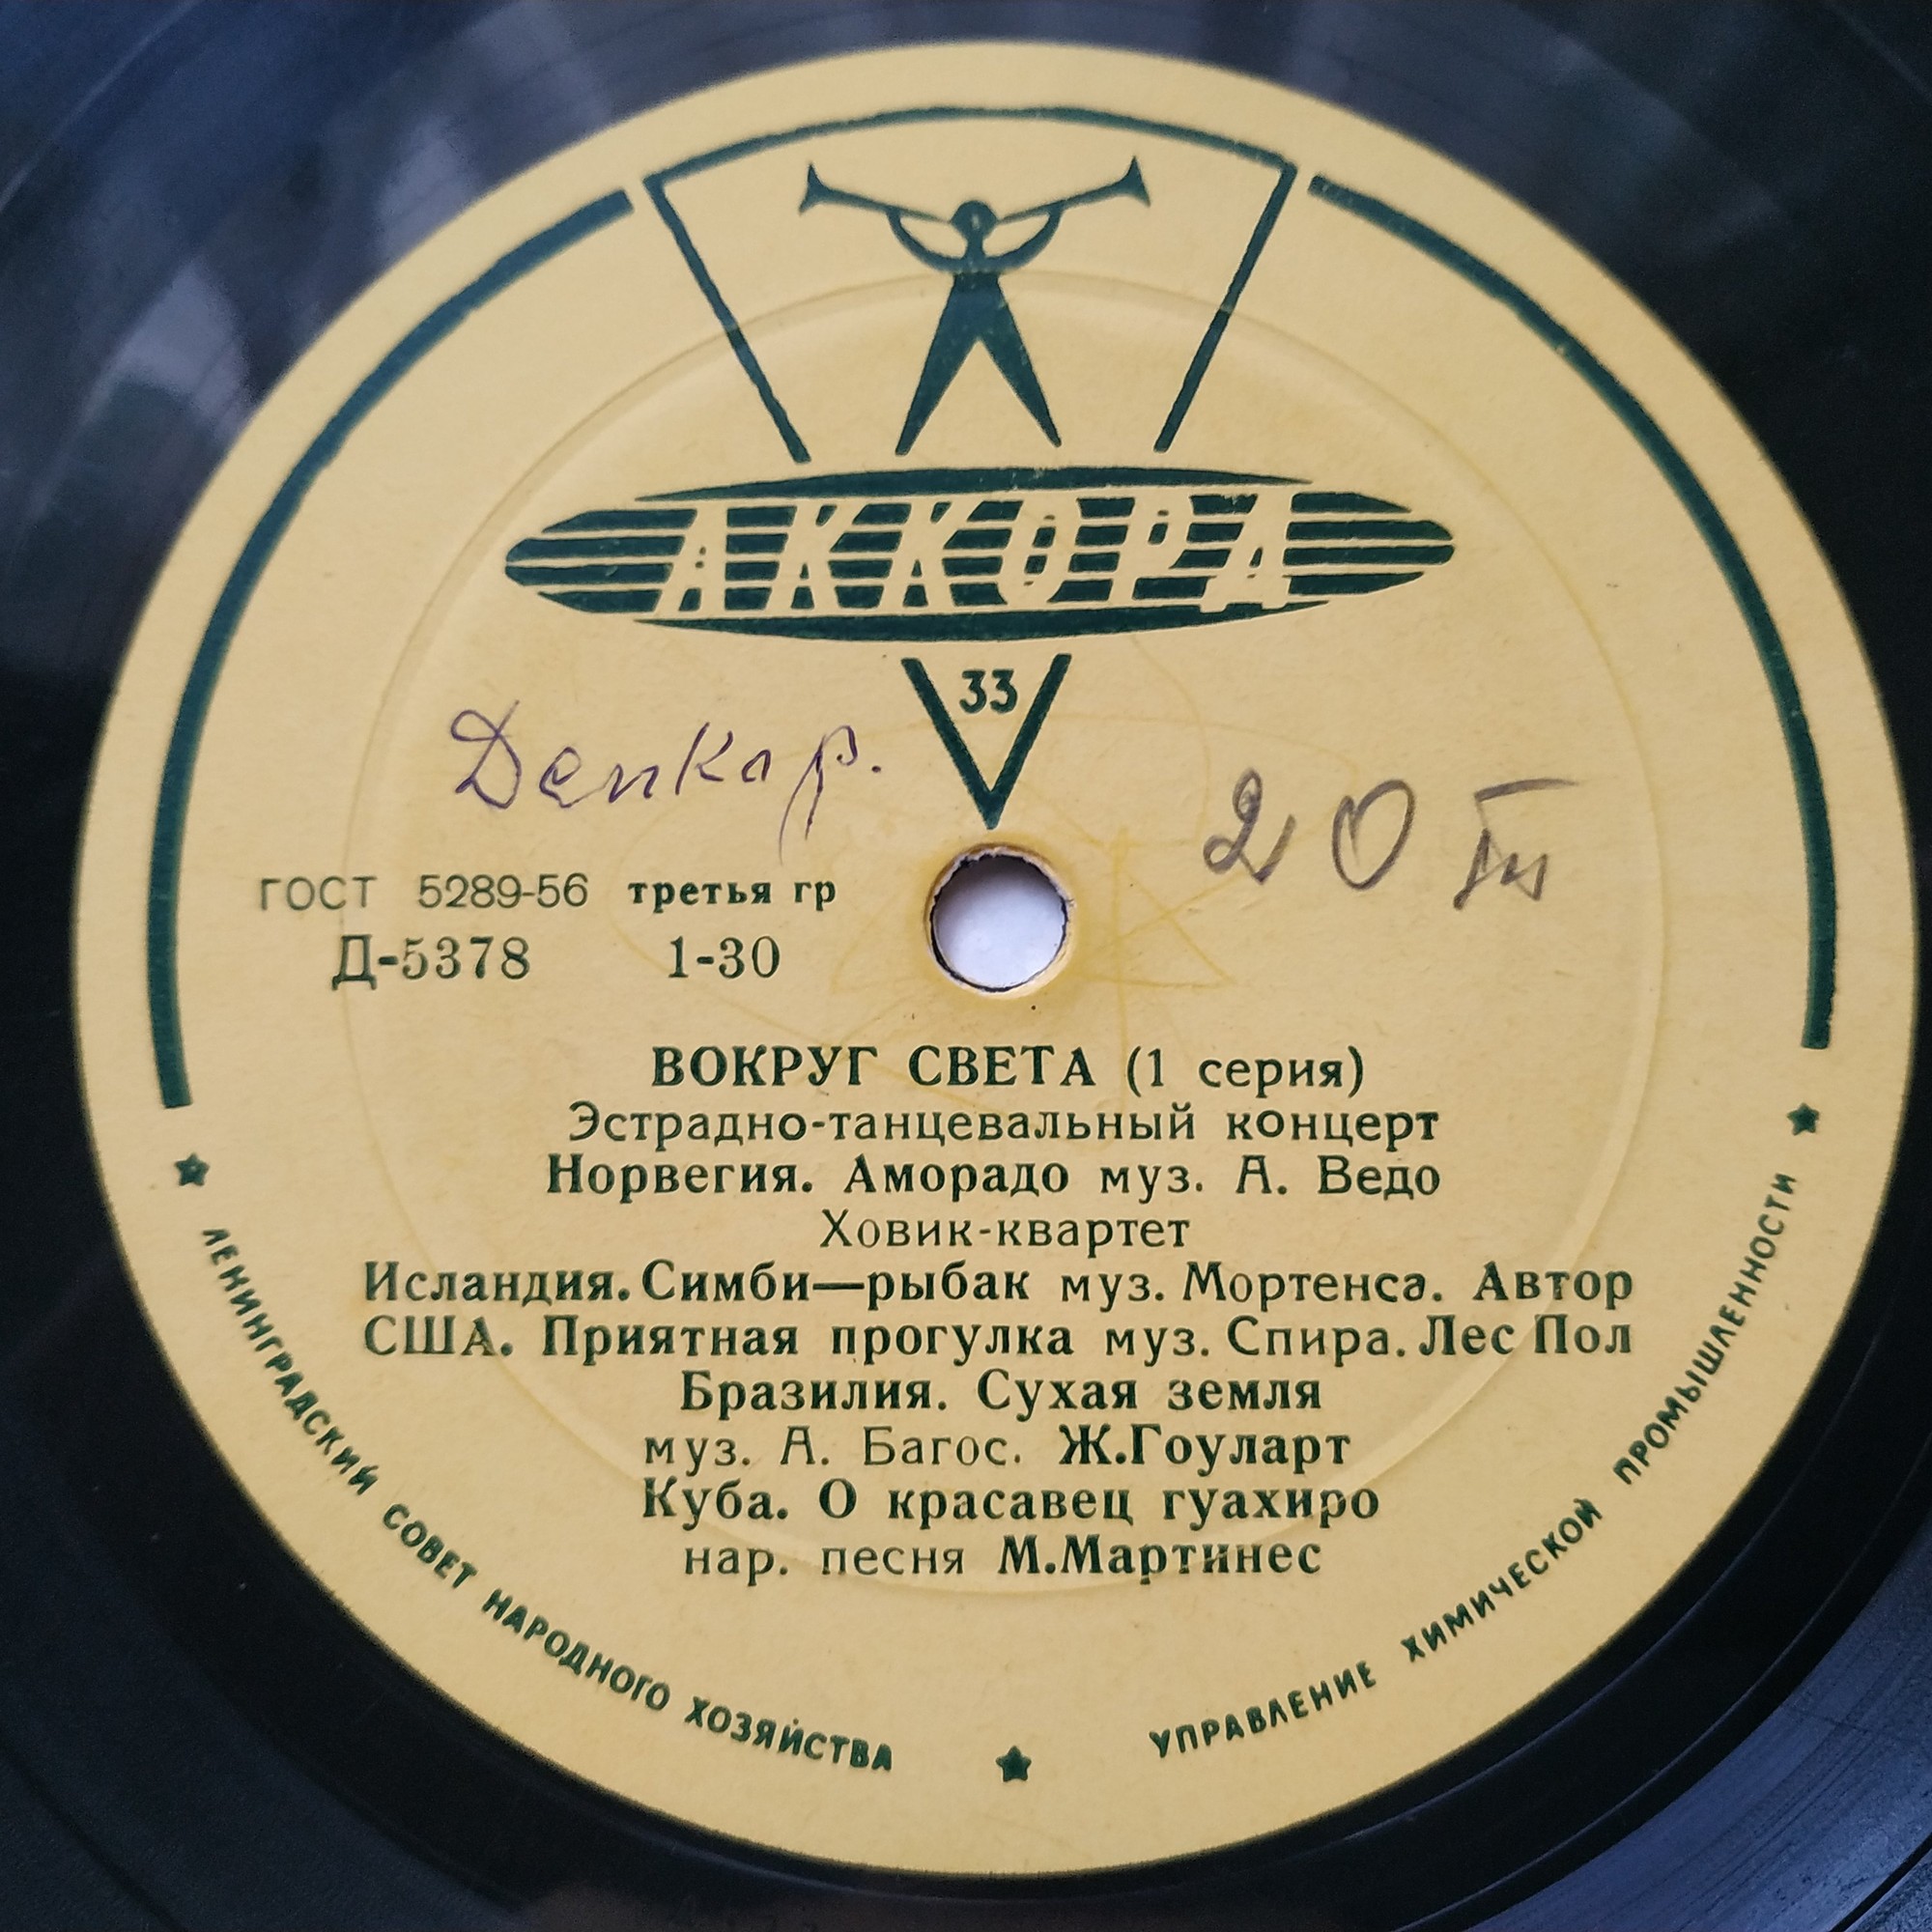 АККОРД
33
20
ГОСТ 5289-56 третья гр
Д-5378 1-30
ВОКРУГ СВЕТА (1 серия)
Эстрадно-танцевальный концерт
Норвегия. Аморадо муз. А. Ведо
Ховик-квартет
Исландия. Симби—рыбак муз. Мортенса. Автор
США. Приятная прогулка муз. Спира. Лес Пол
Бразилия. Сухая земля
муз. А. Багос. Ж.Гоуларт
Куба. О красавец гуахиро
нар. песня М.Мартинес
★ ЛЕНИНГРАДСКИЙ СОВЕТ НАРОДНОГО ХОЗЯЙСТВА ★ УПРАВЛЕНИЕ ХИМИЧЕСКОЙ ПРОМЫШЛЕННОСТИ ★